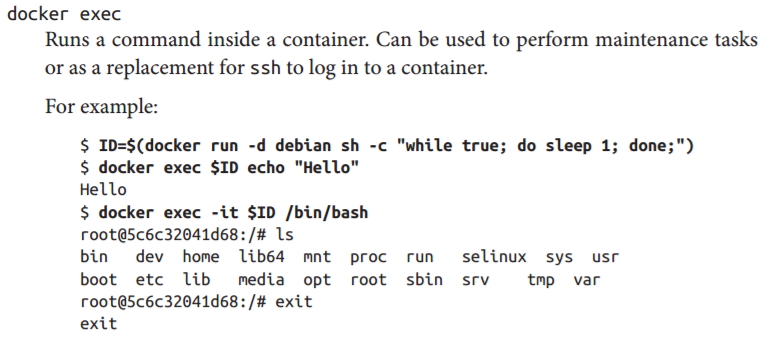 docker exec
Runs a command inside a container. Can be used to perform maintenance tasks
or as a replacement for ssh to log in to a container.
For example:
$ ID=$(docker run -d debian sh -c "while true; do sleep 1; done;")
$ docker exec $ID echo "Hello"
Hello
$ docker exec -it $ID /bin/bash
root@5c6c32041d68:/# ls
bin   dev  home  lib64  mnt  proc  run   selinux  sys  usr
boot  etc  lib   media  opt  root  sbin  srv      tmp  var
root@5c6c32041d68:/# exit
exit